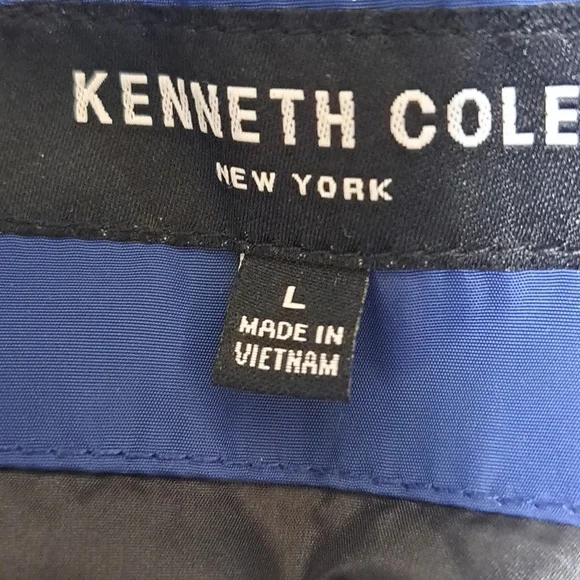 KENNETH COLE
NEW YORK
L
MADE IN
VIETNAM